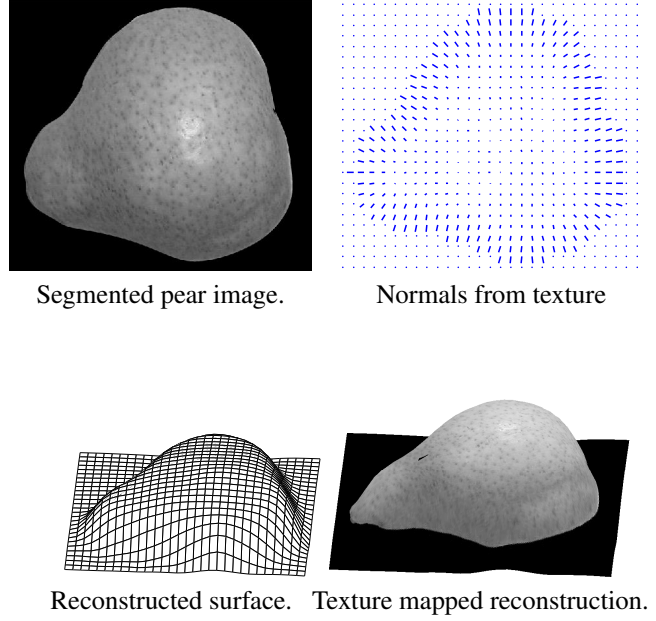 Segmented pear image.
Normals from texture
Reconstructed surface.
Texture mapped reconstruction.